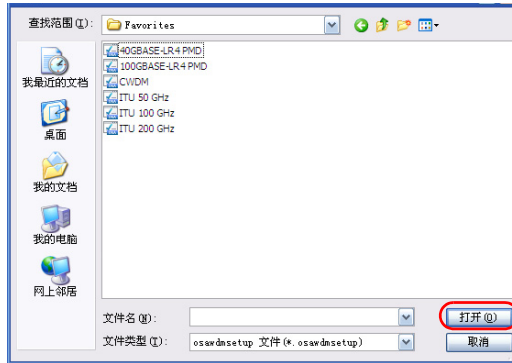 查找范围(I):
Favorites
40GBASE-LR4 PMD
100GBASE-LR4 PMD
CWDM
ITU 50 GHz
ITU 100 GHz
ITU 200 GHz
我最近的文档
桌面
我的文档
我的电脑
网上邻居
文件名(N):
打开(O)
文件类型(T):
osawdmsetup 文件(*.osawdmsetup)
取消